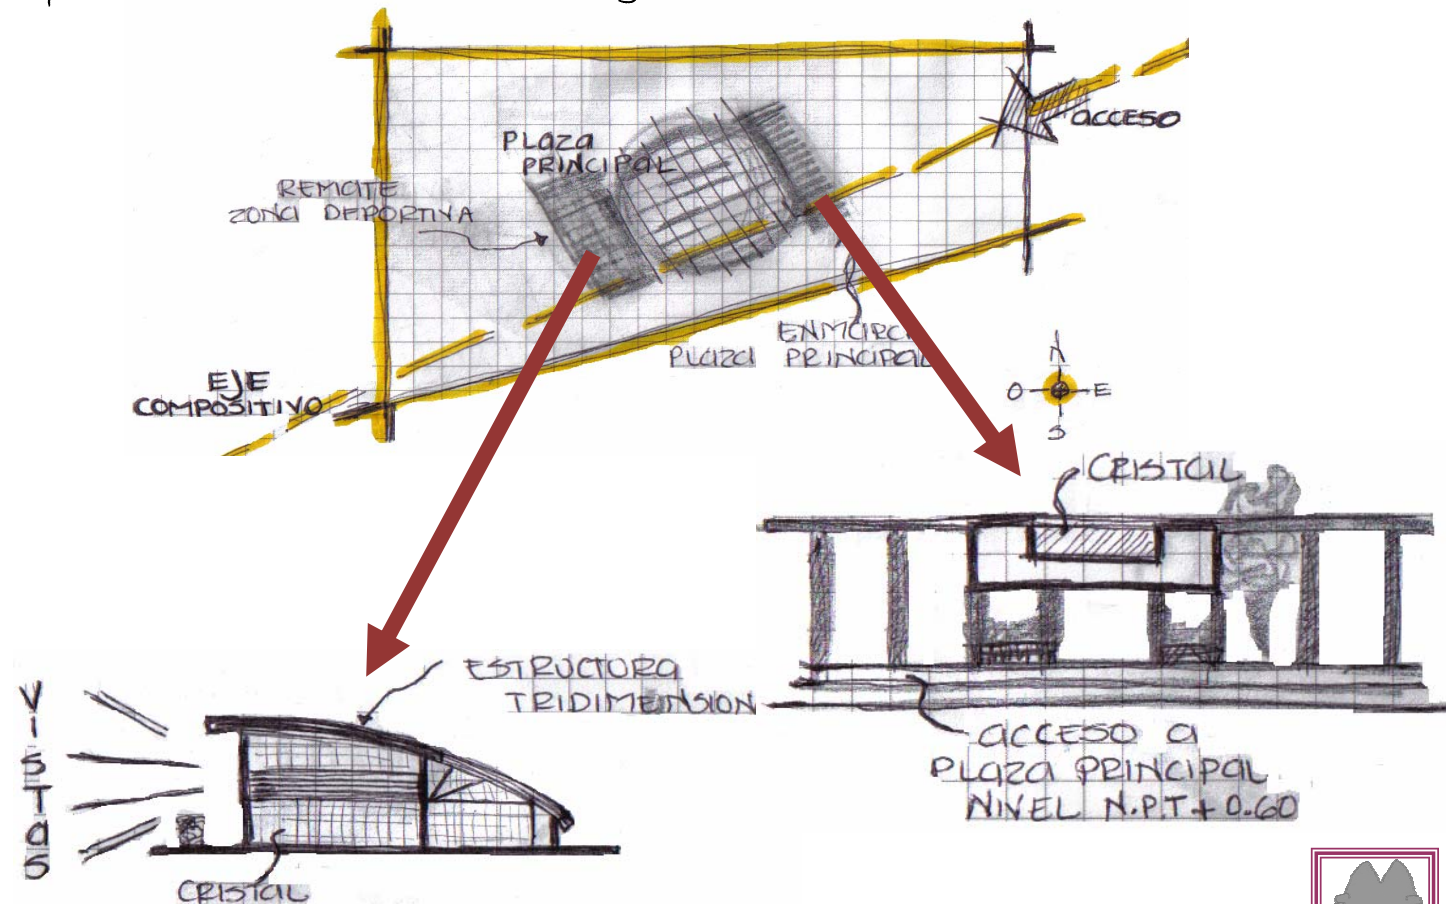 PLAZA
PRINCIPAL
REMATE
ZONA DEPORTIVA
ACCESO
ENMARCA
PLAZA PRINCIPAL
EJE
COMPOSITIVO
N
O
E
S
CRISTAL
ESTRUCTURA
TRIDIMENSION
VISTAS
CRISTAL
ACCESO A
PLAZA PRINCIPAL
NIVEL N.P.T + 0.60